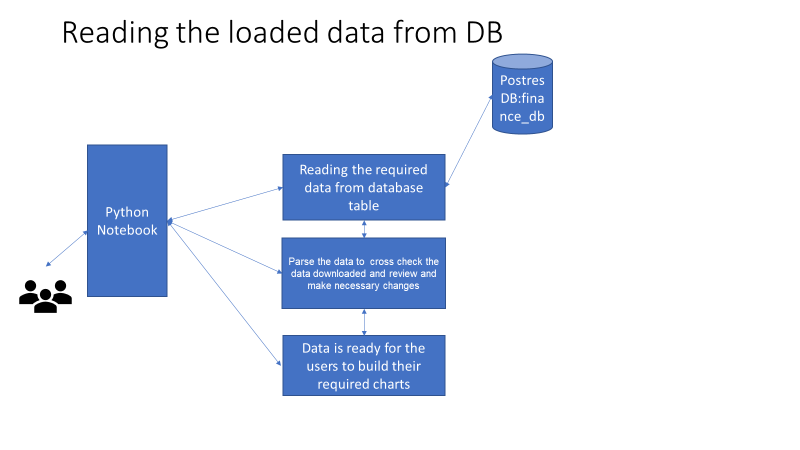 Reading the loaded data from DB
Postres
DB:fina
nce_db
Reading the required
data from database
table
Python
Notebook
Parse the data to  cross check the
data downloaded and review and
make necessary changes
Data is ready for the
users to build their
required charts